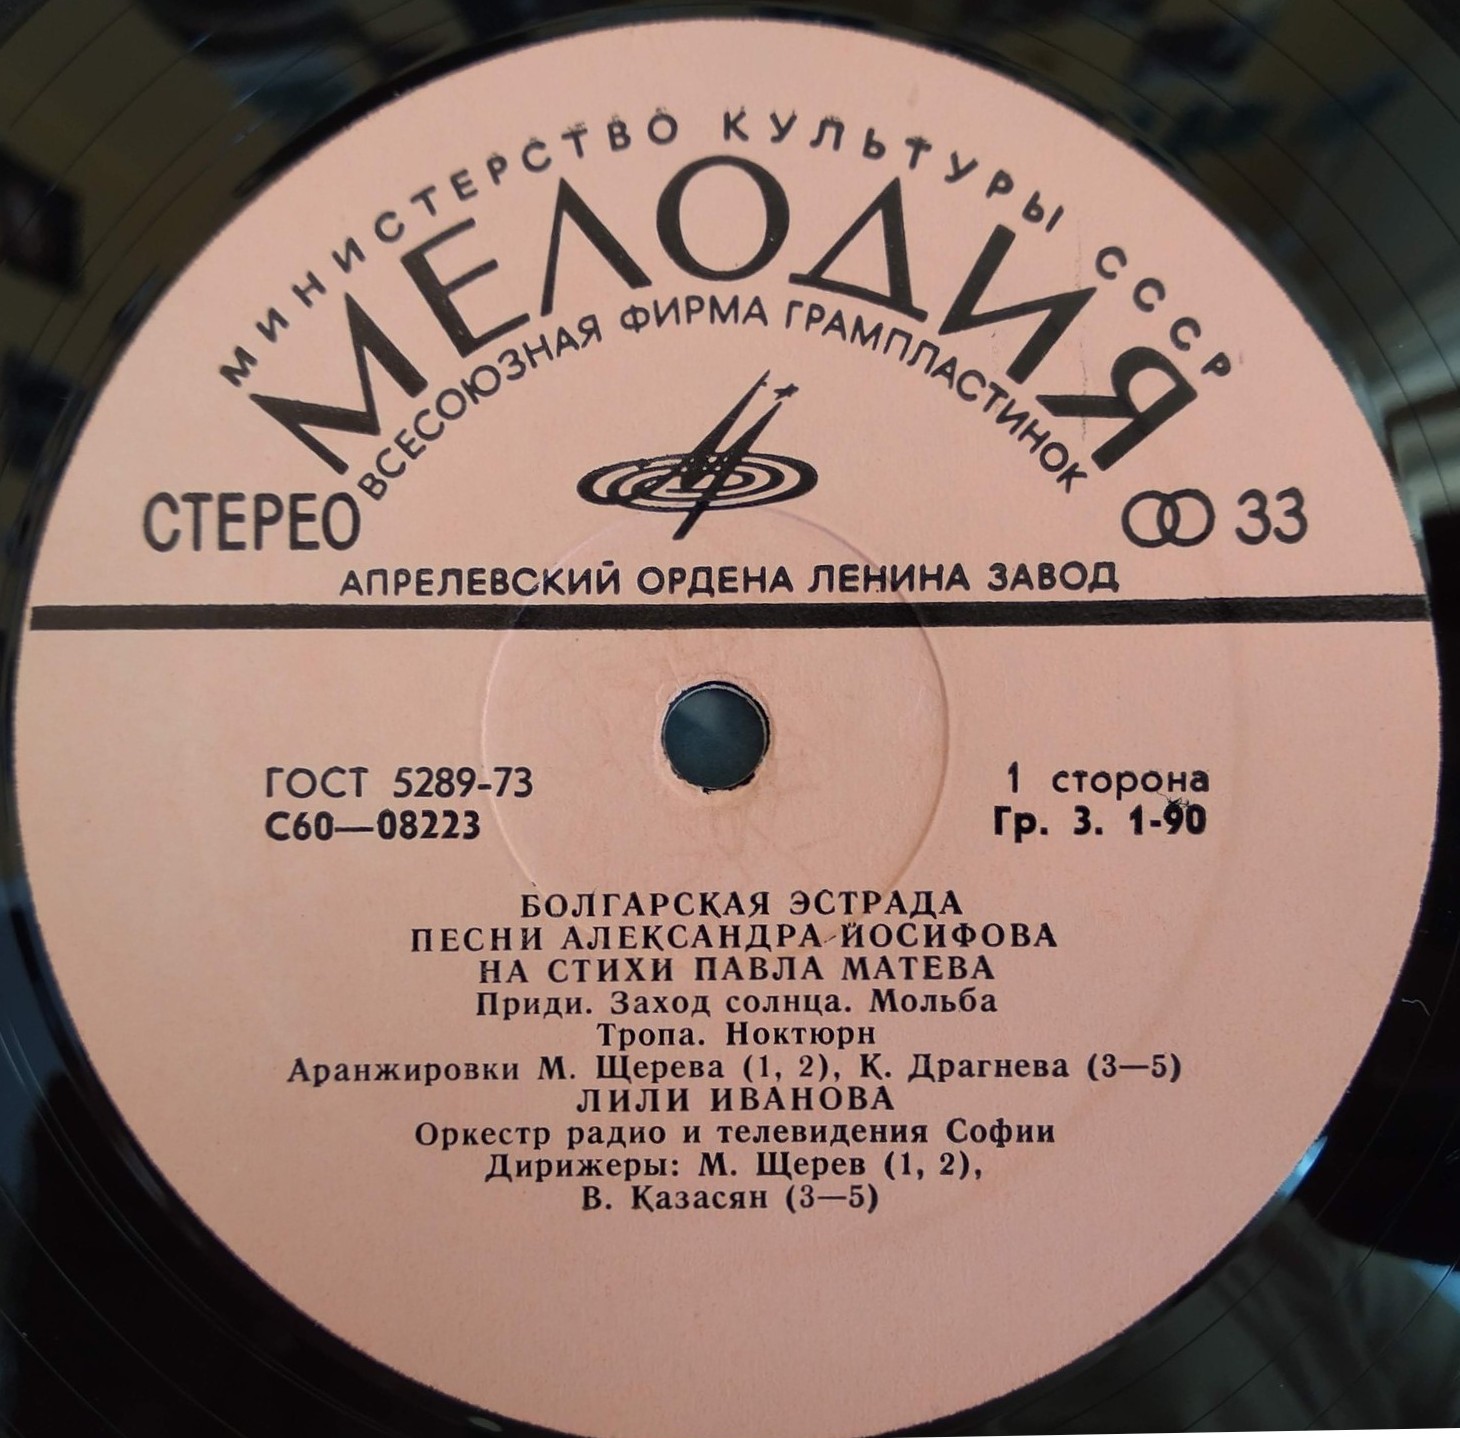 МИНИСТЕРСТВО КУЛЬТУРЫ СССР
МЕЛОДИЯ
ВСЕСОЮЗНАЯ ФИРМА ГРАМПЛАСТИНОК
СТЕРЕО
33
АПРЕЛЕВСКИЙ ОРДЕНА ЛЕНИНА ЗАВОД
ГОСТ 5289-73
С60—08223
1 сторона
Гр. 3. 1-90
БОЛГАРСКАЯ ЭСТРАДА
ПЕСНИ АЛЕКСАНДРА ЙОСИФОВА
НА СТИХИ ПАВЛА МАТЕВА
Приди. Заход солнца. Мольба
Тропа. Ноктюрн
Аранжировки М. Щерева (1, 2), К. Драгнева (3—5)
ЛИЛИ ИВАНОВА
Оркестр радио и телевидения Софии
Дирижеры: М. Щерев (1, 2),
В. Казасян (3—5)